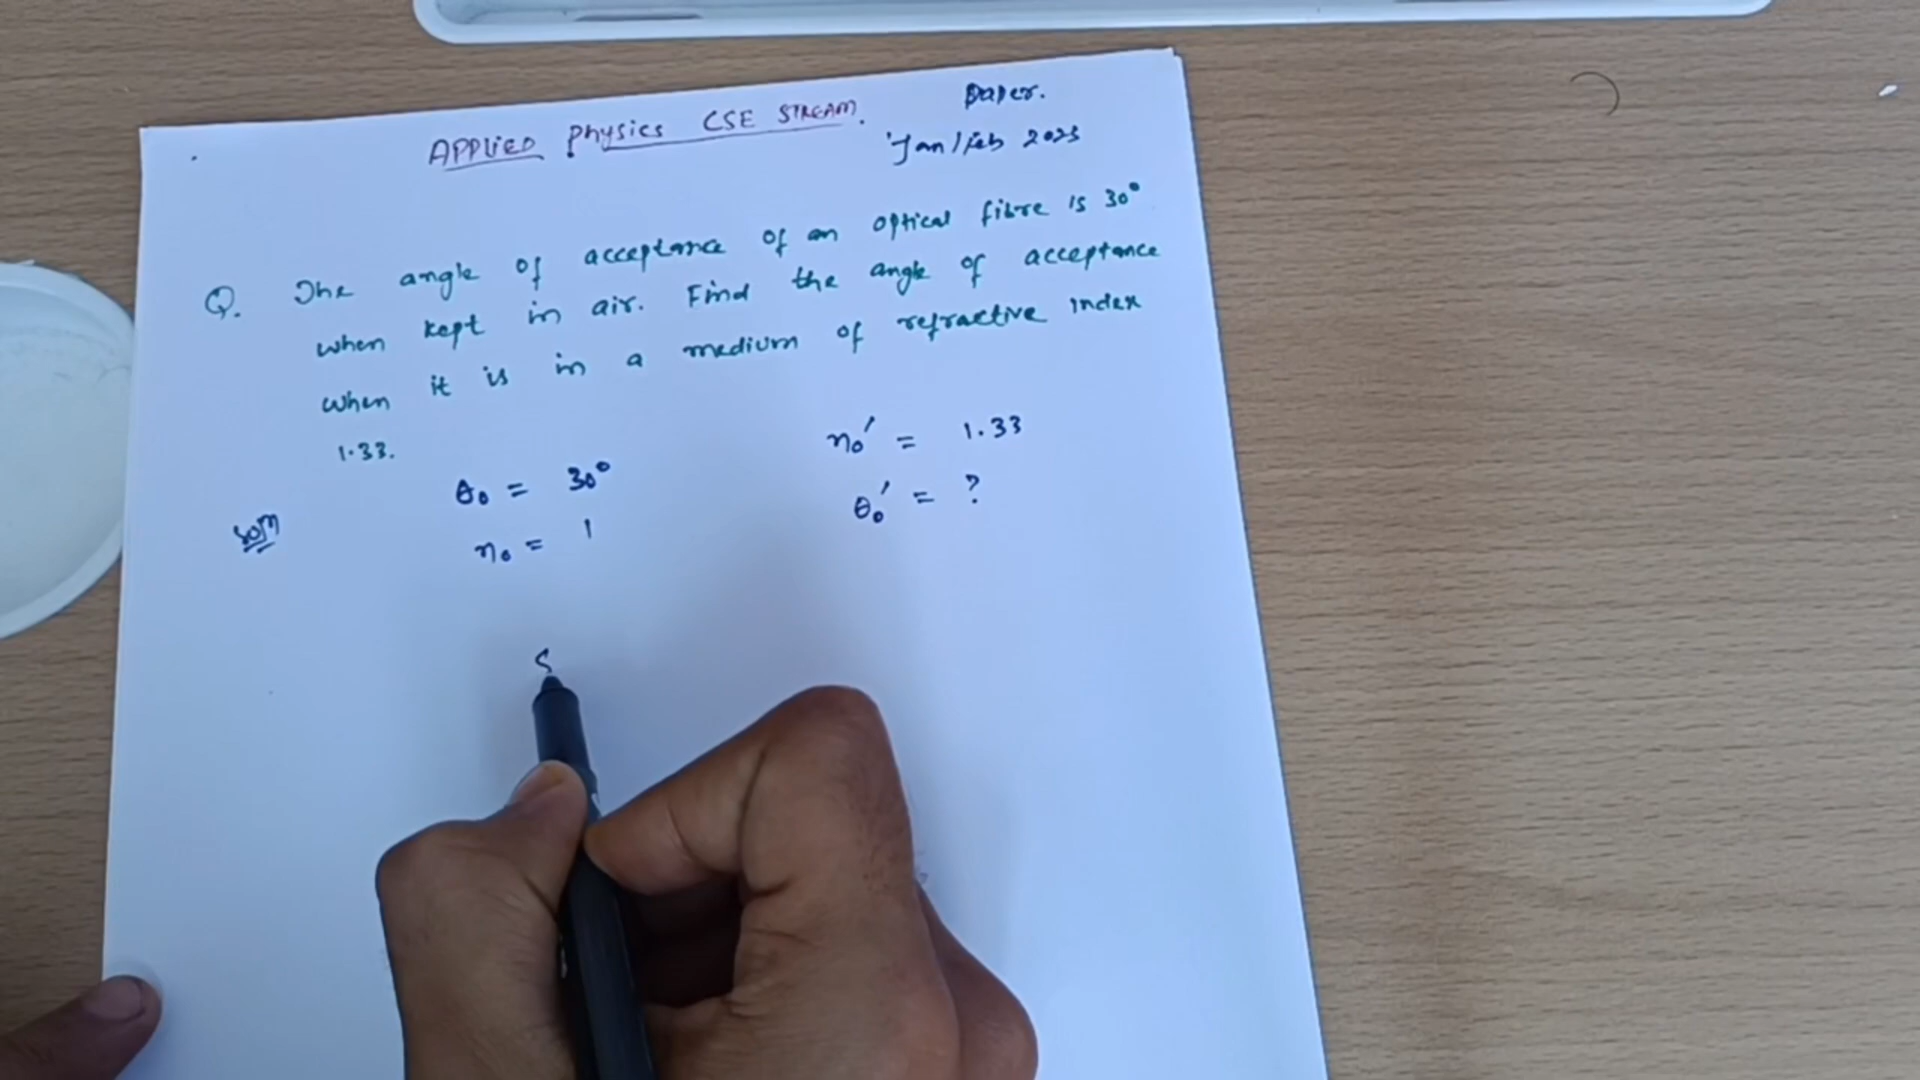 APPLIED Physics CSE STREAM.
Paper.
Jan/Feb 2023
Q. The angle of acceptance of an optical fibre is 30°
when kept in air. Find the angle of acceptance
when it is in a medium of refractive index
1.33.
Soln
θ₀ = 30°
n₀ = 1
n₀' = 1.33
θ₀' = ?
S